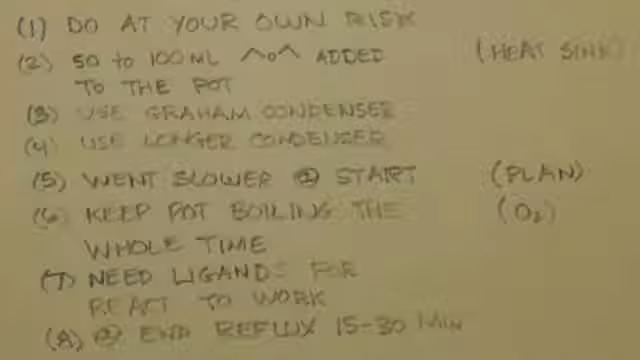 (1) DO AT YOUR OWN RISK
(2) 50 to 100 ML ^o^ ADDED (HEAT SINK)
TO THE POT
(3) USE GRAHAM CONDENSER
(4) USE LONGER CONDENSER
(5) WENT SLOWER @ START (PLAN)
(6) KEEP POT BOILING THE (O₂)
WHOLE TIME
(7) NEED LIGANDS FOR
REACT TO WORK
(8) @ END REFLUX 15-30 MIN